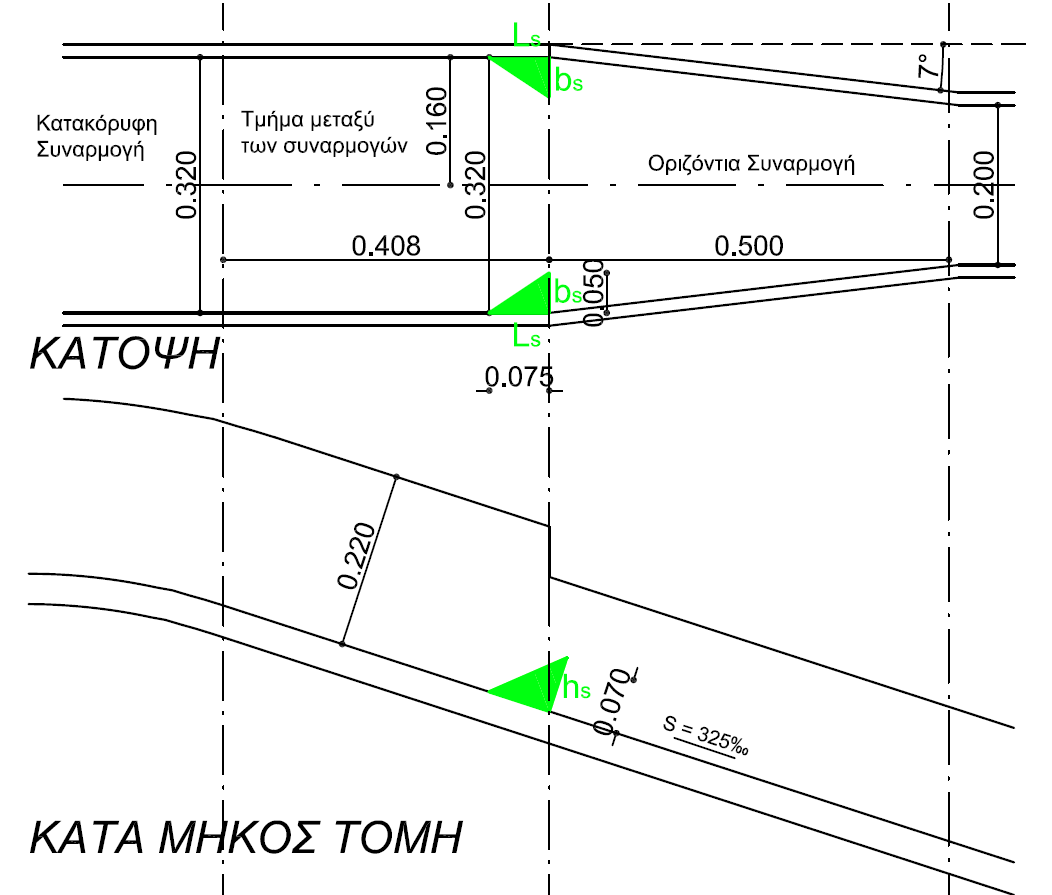 Ls
bs
7°
Κατακόρυφη
Συναρμογή
Τμήμα μεταξύ
των συναρμογών
0.160
0.320
0.320
Οριζόντια Συναρμογή
0.200
0.408
0.500
bs
0.050
Ls
ΚΑΤΟΨΗ
0.075
0.220
hs
0.070
S = 325‰
ΚΑΤΑ ΜΗΚΟΣ ΤΟΜΗ